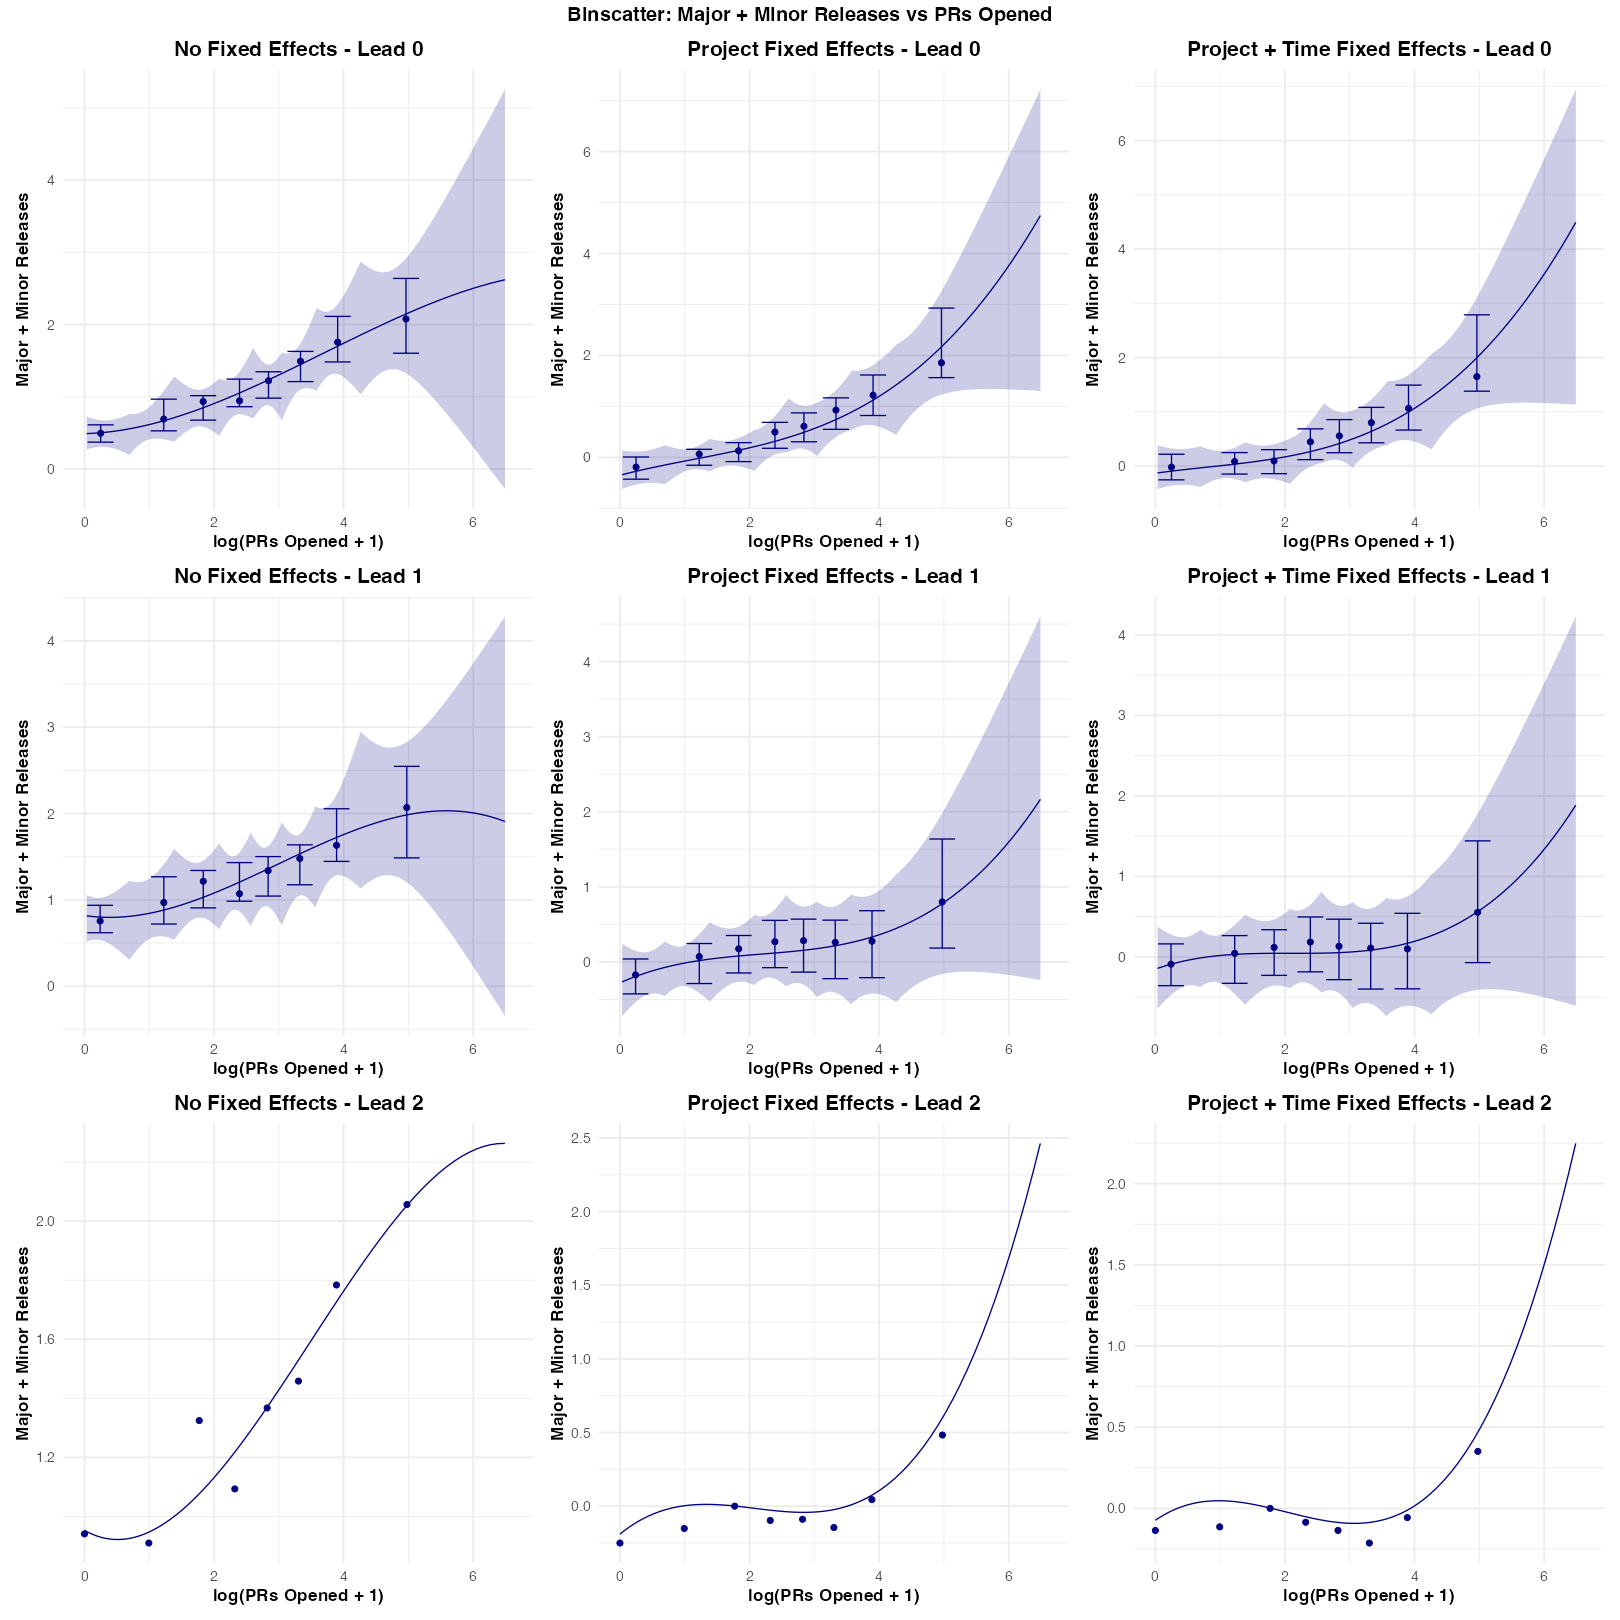 BInscatter: Major + MInor Releases vs PRs Opened
No Fixed Effects - Lead 0
Major + Minor Releases
4
2
0
0 2 4 6
log(PRs Opened + 1)
Project Fixed Effects - Lead 0
Major + Minor Releases
6
4
2
0
0 2 4 6
log(PRs Opened + 1)
Project + Time Fixed Effects - Lead 0
Major + Minor Releases
6
4
2
0
0 2 4 6
log(PRs Opened + 1)
No Fixed Effects - Lead 1
Major + Minor Releases
4
3
2
1
0
0 2 4 6
log(PRs Opened + 1)
Project Fixed Effects - Lead 1
Major + Minor Releases
4
3
2
1
0
0 2 4 6
log(PRs Opened + 1)
Project + Time Fixed Effects - Lead 1
Major + Minor Releases
4
3
2
1
0
0 2 4 6
log(PRs Opened + 1)
No Fixed Effects - Lead 2
Major + Minor Releases
2.0
1.6
1.2
0 2 4 6
log(PRs Opened + 1)
Project Fixed Effects - Lead 2
Major + Minor Releases
2.5
2.0
1.5
1.0
0.5
0.0
0 2 4 6
log(PRs Opened + 1)
Project + Time Fixed Effects - Lead 2
Major + Minor Releases
2.0
1.5
1.0
0.5
0.0
0 2 4 6
log(PRs Opened + 1)